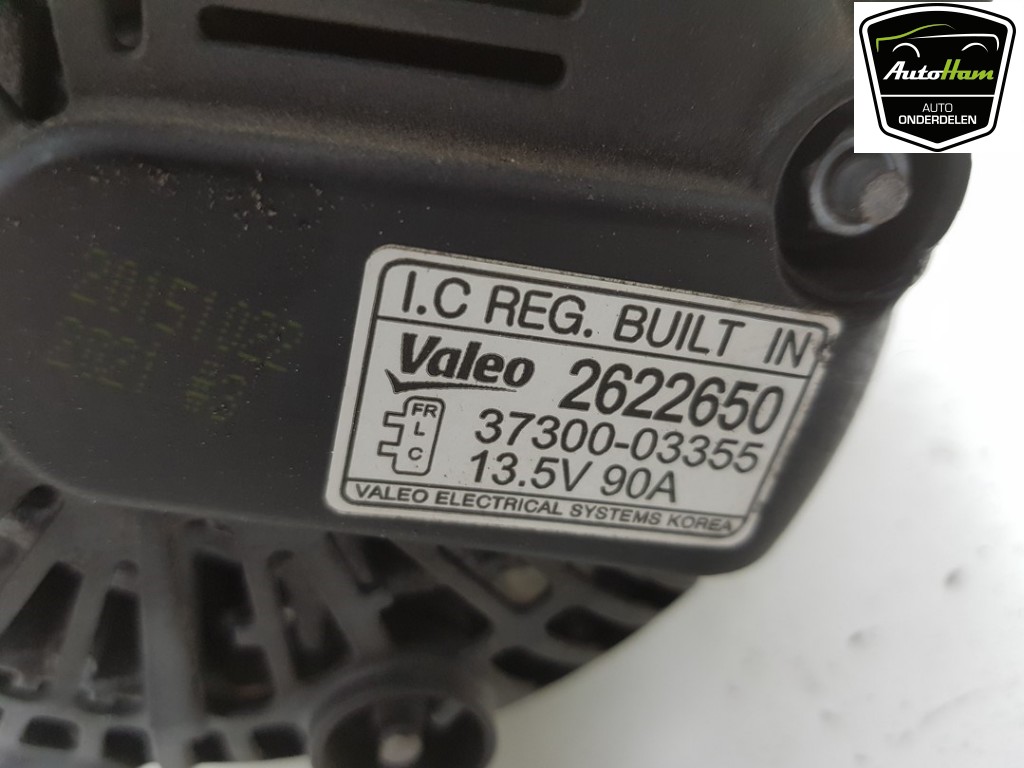 AutoHam
AUTO
ONDERDELEN
I.C REG. BUILT IN
Valeo 2622650
FR
L
C
37300-03355
13.5V 90A
VALEO ELECTRICAL SYSTEMS KOREA